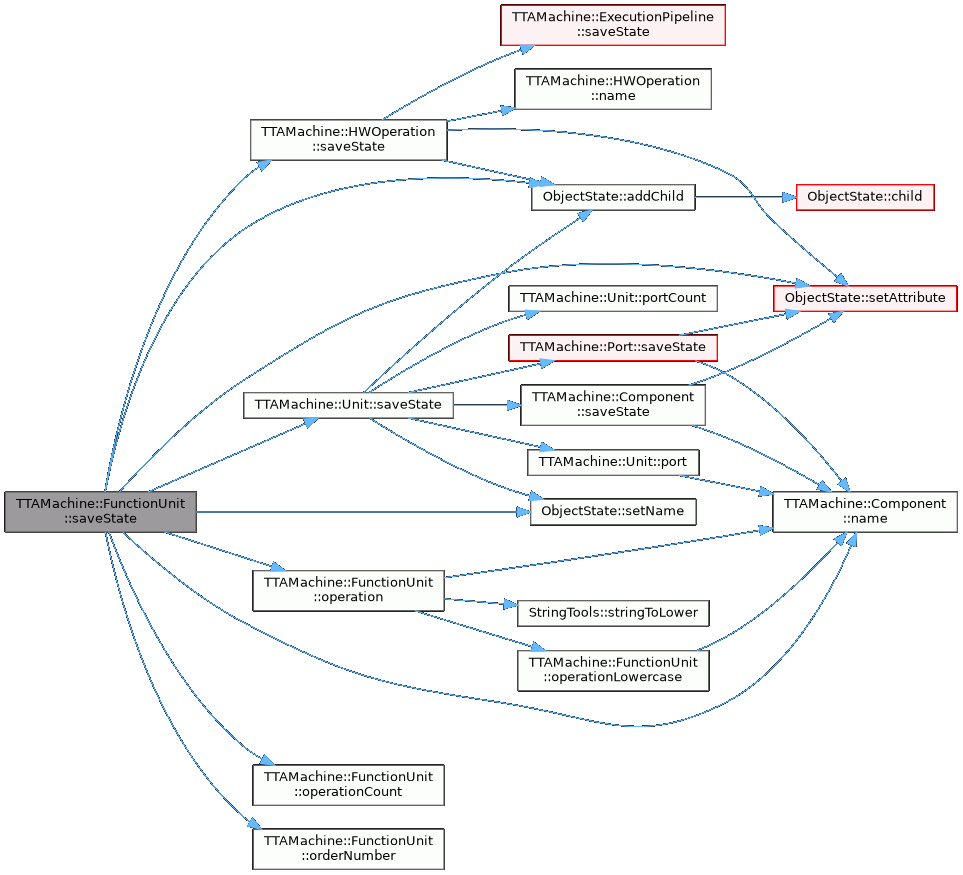 TTAMachine::ExecutionPipeline
::saveState
TTAMachine::HWOperation
::name
TTAMachine::HWOperation
::saveState
ObjectState::addChild
ObjectState::child
TTAMachine::Unit::portCount
ObjectState::setAttribute
TTAMachine::Port::saveState
TTAMachine::Unit::saveState
TTAMachine::Component
::saveState
TTAMachine::Unit::port
TTAMachine::FunctionUnit
::saveState
ObjectState::setName
TTAMachine::Component
::name
TTAMachine::FunctionUnit
::operation
StringTools::stringToLower
TTAMachine::FunctionUnit
::operationLowercase
TTAMachine::FunctionUnit
::operationCount
TTAMachine::FunctionUnit
::orderNumber